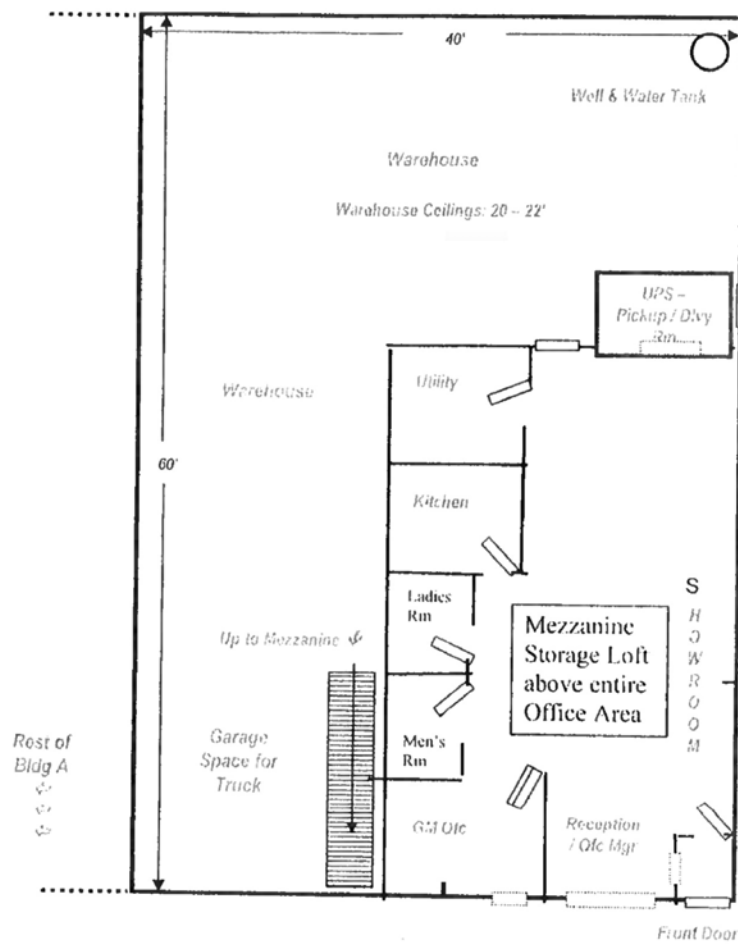 40'
Well & Water Tank
Warehouse
Warehouse Ceilings: 20 – 22'
UPS –
Pickup / Dlvy
Rm
Utility
Warehouse
60'
Kitchen
Ladies
Rm
SHOWROOM
Mezzanine
Storage Loft
above entire
Office Area
Up to Mezzanine
Men's
Rm
Garage
Space for
Truck
Rest of
Bldg A
GM Ofc
Reception
/ Ofc Mgr
Front Door